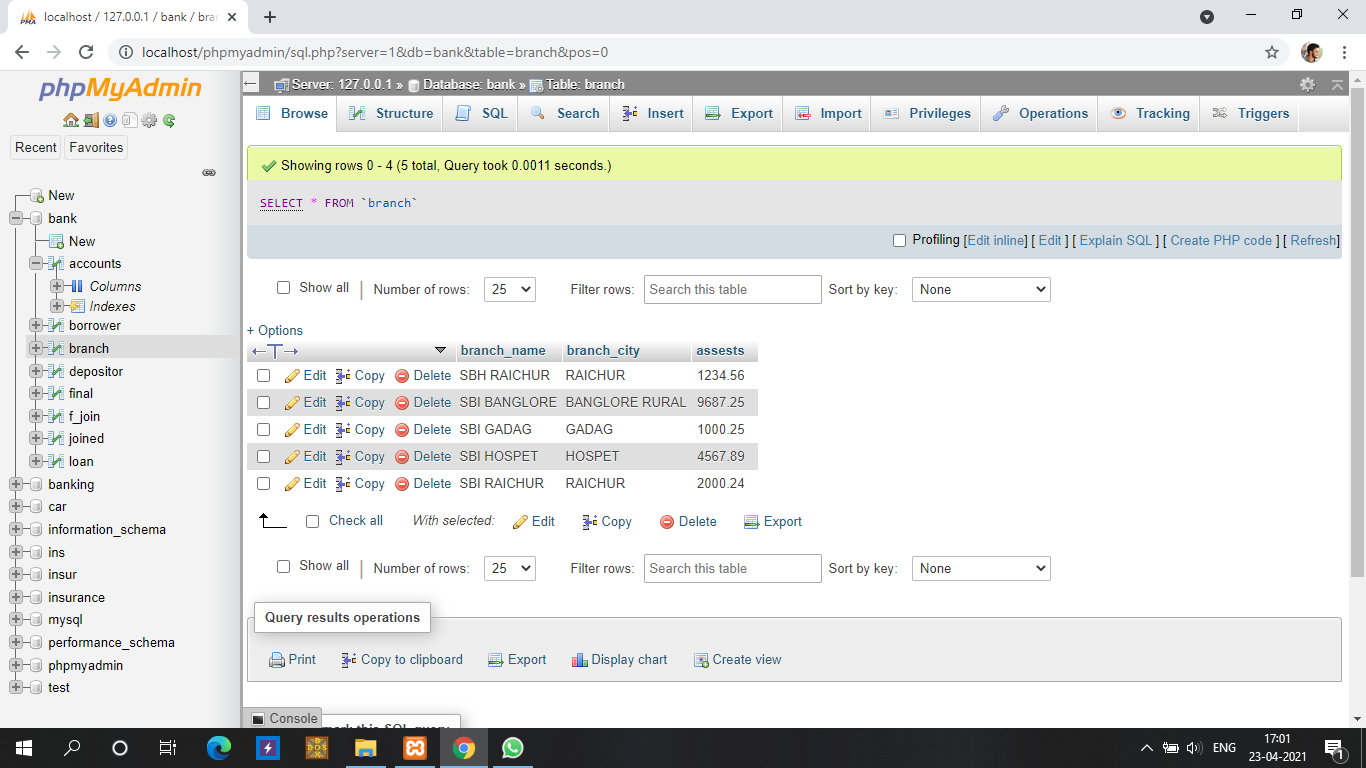 localhost / 127.0.0.1 / bank / bra
localhost/phpmyadmin/sql.php?server=1&db=bank&table=branch&pos=0
phpMyAdmin
Recent Favorites
New
bank
New
accounts
Columns
Indexes
borrower
branch
depositor
final
f_join
joined
loan
banking
car
information_schema
ins
insur
insurance
mysql
performance_schema
phpmyadmin
test
Server: 127.0.0.1 » Database: bank » Table: branch
Browse Structure SQL Search Insert Export Import Privileges Operations Tracking Triggers
Showing rows 0 - 4 (5 total, Query took 0.0011 seconds.)
SELECT * FROM `branch`
Profiling [Edit inline] [ Edit ] [ Explain SQL ] [ Create PHP code ] [ Refresh]
Show all | Number of rows: 25 Filter rows: Search this table Sort by key: None
+ Options
←T→ branch_name branch_city assests
Edit Copy Delete SBH RAICHUR RAICHUR 1234.56
Edit Copy Delete SBI BANGLORE BANGLORE RURAL 9687.25
Edit Copy Delete SBI GADAG GADAG 1000.25
Edit Copy Delete SBI HOSPET HOSPET 4567.89
Edit Copy Delete SBI RAICHUR RAICHUR 2000.24
Check all With selected: Edit Copy Delete Export
Show all | Number of rows: 25 Filter rows: Search this table Sort by key: None
Query results operations
Print Copy to clipboard Export Display chart Create view
Console
ENG 17:01
23-04-2021
1